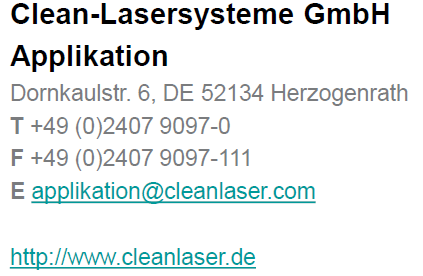 Clean-Lasersysteme GmbH
Applikation
Dornkaulstr. 6, DE 52134 Herzogenrath
T +49 (0)2407 9097-0
F +49 (0)2407 9097-111
E applikation@cleanlaser.com
http://www.cleanlaser.de